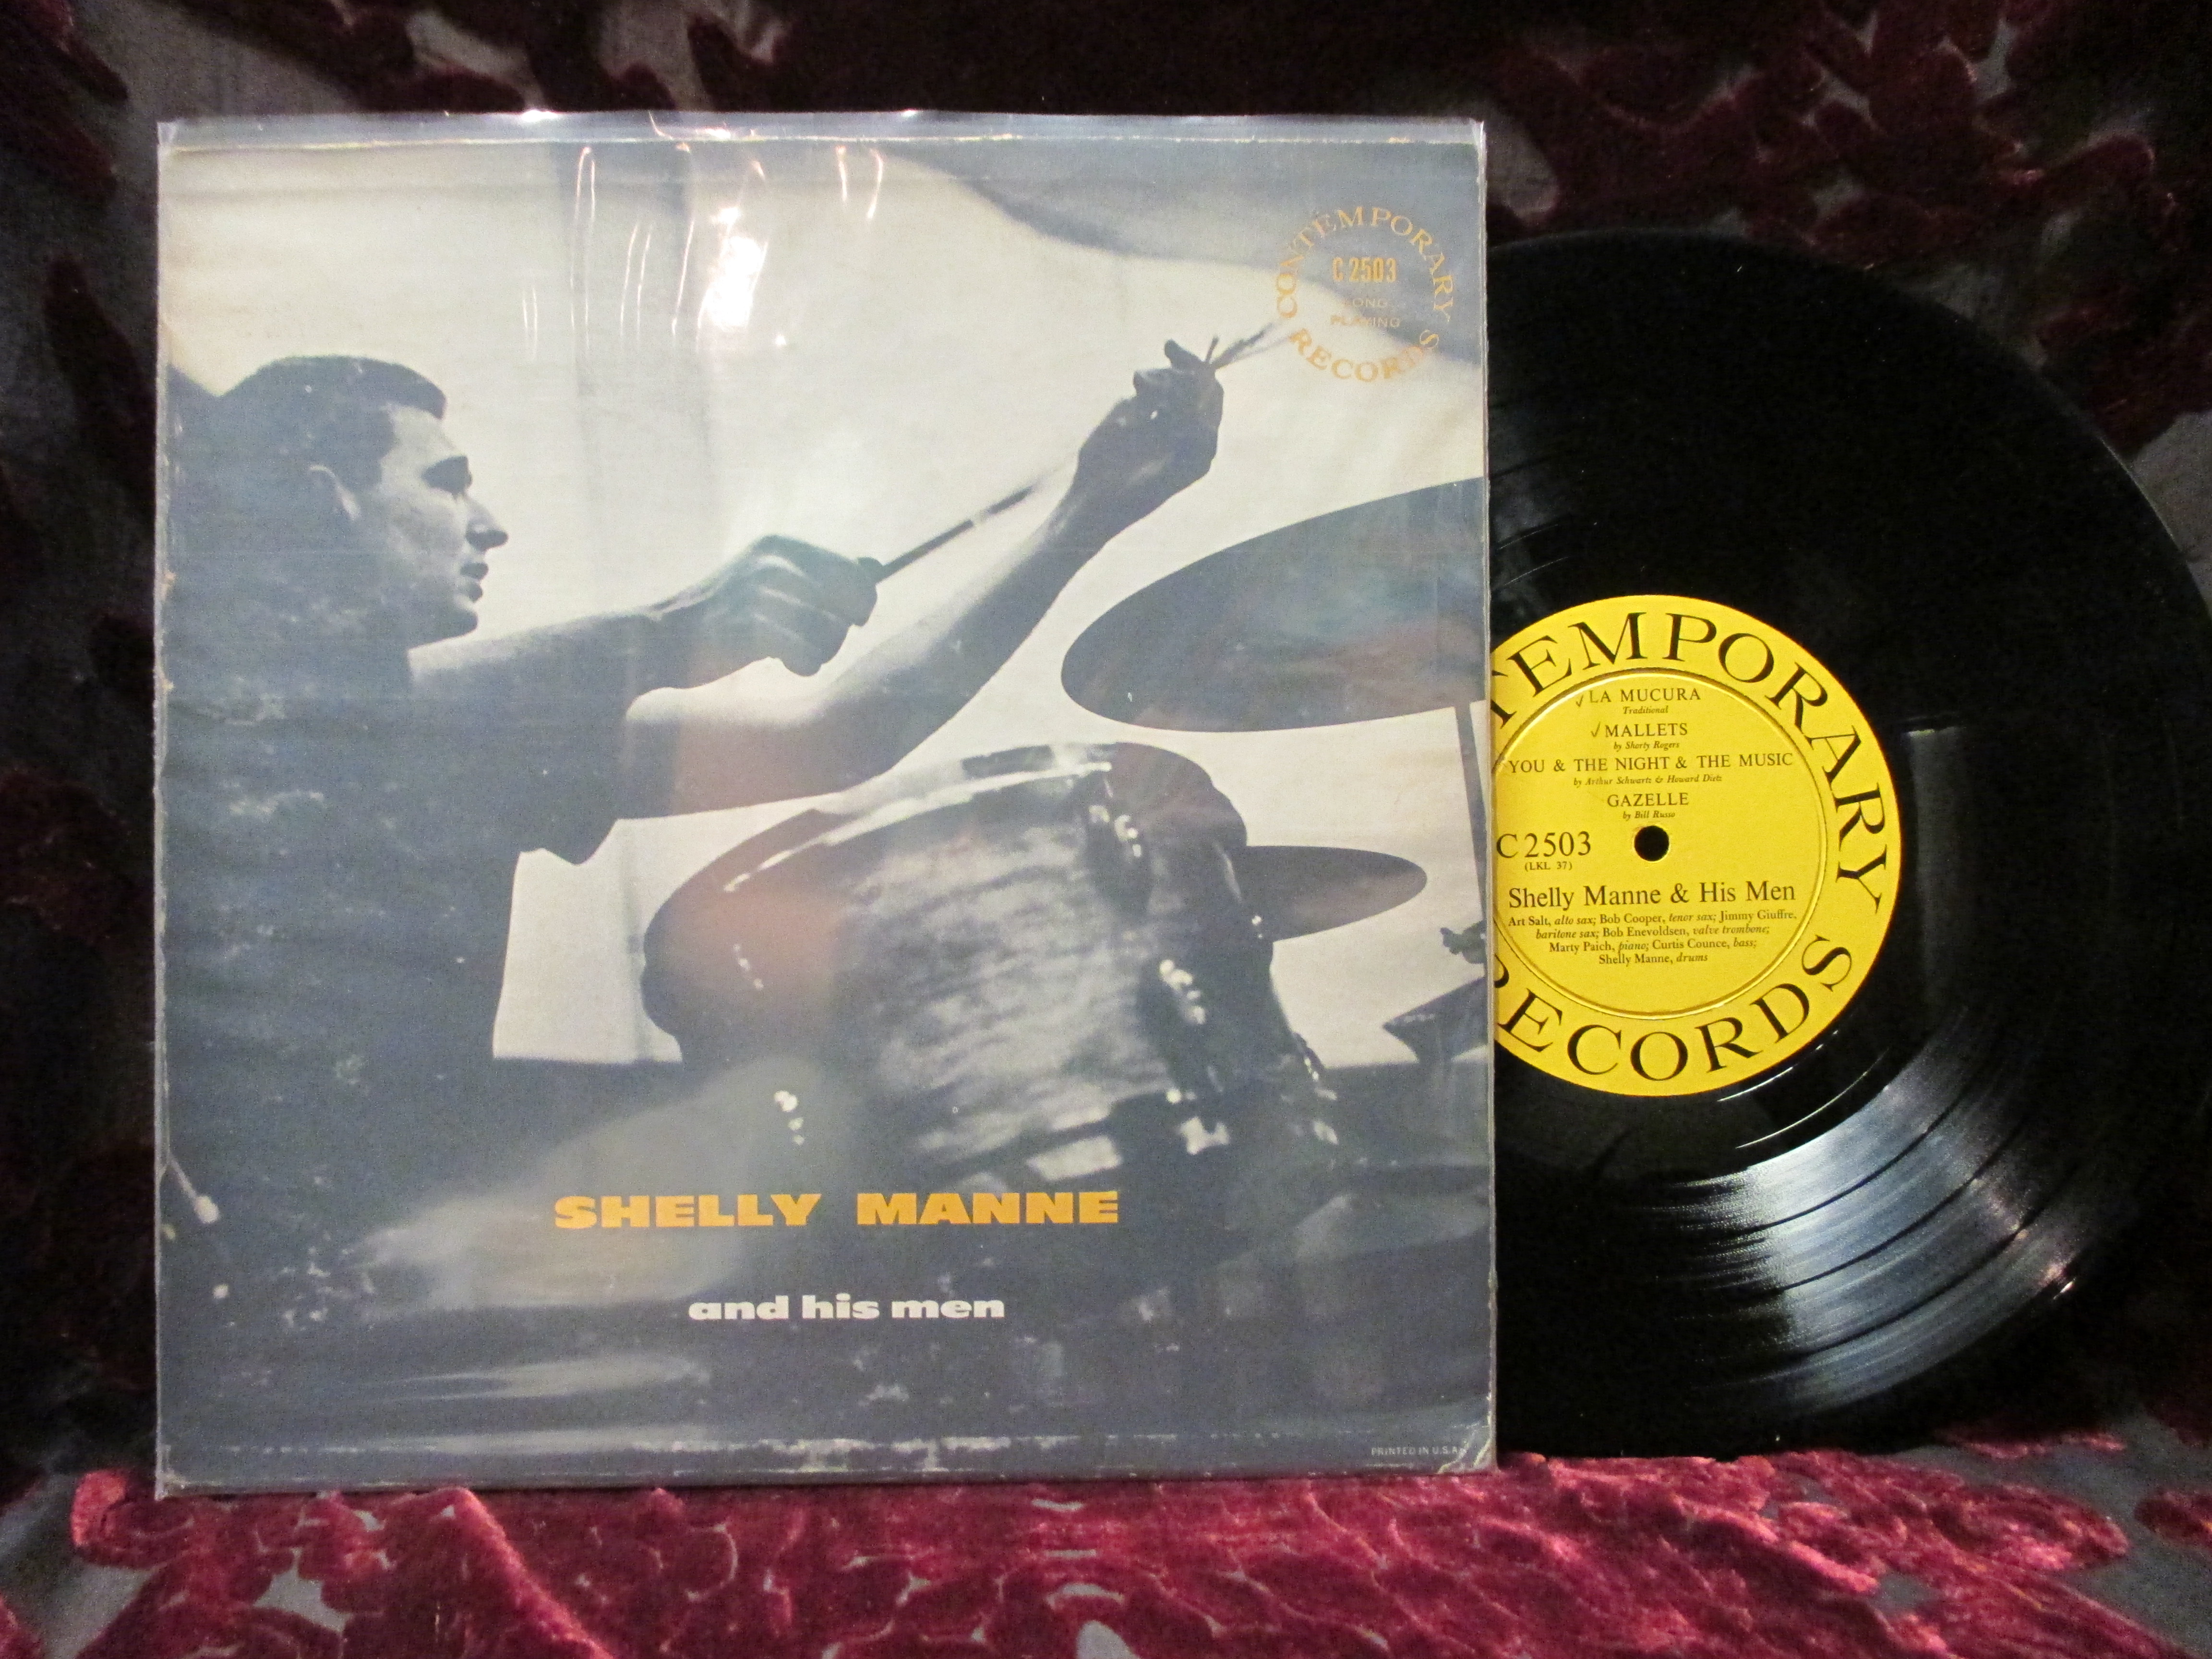 CONTEMPORARY RECORDS
C 2503
LONG
PLAYING
SHELLY MANNE
and his men
PRINTED IN U.S.A.
TEMPORARY RECORDS
LA MUCURA
Traditional
MALLETS
by Shorty Rogers
YOU & THE NIGHT & THE MUSIC
by Arthur Schwartz & Howard Dietz
GAZELLE
by Bill Russo
C 2503
(LKL 37)
Shelly Manne & His Men
Art Salt, alto sax; Bob Cooper, tenor sax; Jimmy Giuffre,
baritone sax; Bob Enevoldsen, valve trombone;
Marty Paich, piano; Curtis Counce, bass;
Shelly Manne, drums